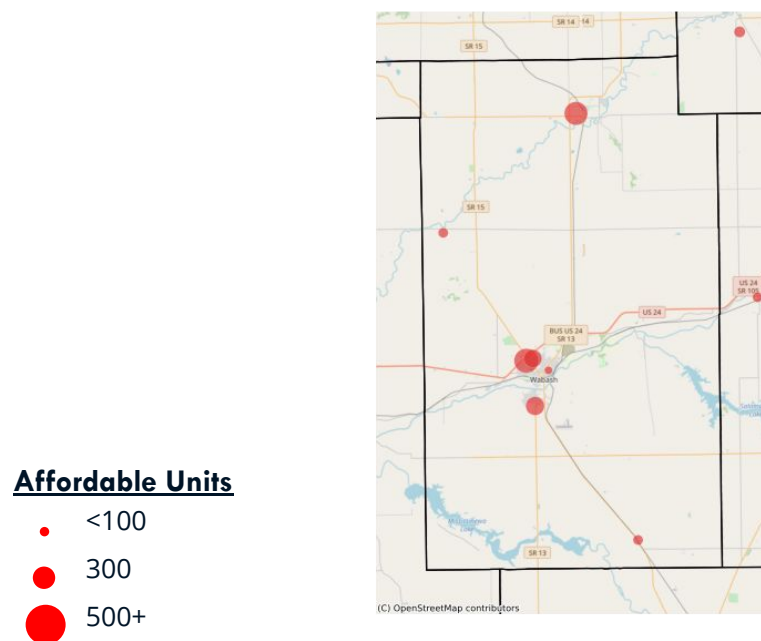 SR 14 14
SR 15
SR 15
US 24
SR 105
US 24
BUS US 24
SR 13
Wabash
Affordable Units
<100
300
500+
SR 13
(C) OpenStreetMap contributors